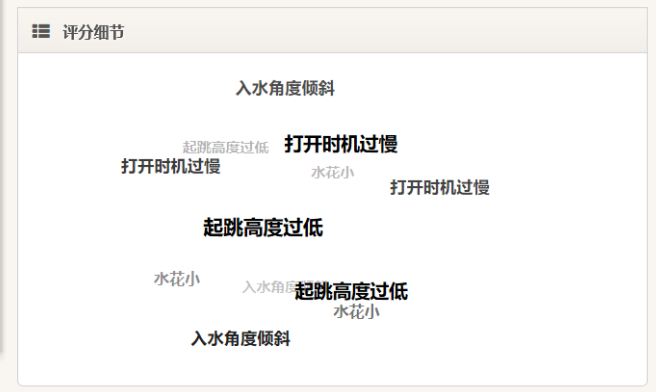 评分细节
入水角度倾斜
打开时机过慢
起跳高度过低
打开时机过慢
水花小
打开时机过慢
起跳高度过低
水花小
入水角度
起跳高度过低
水花小
入水角度倾斜